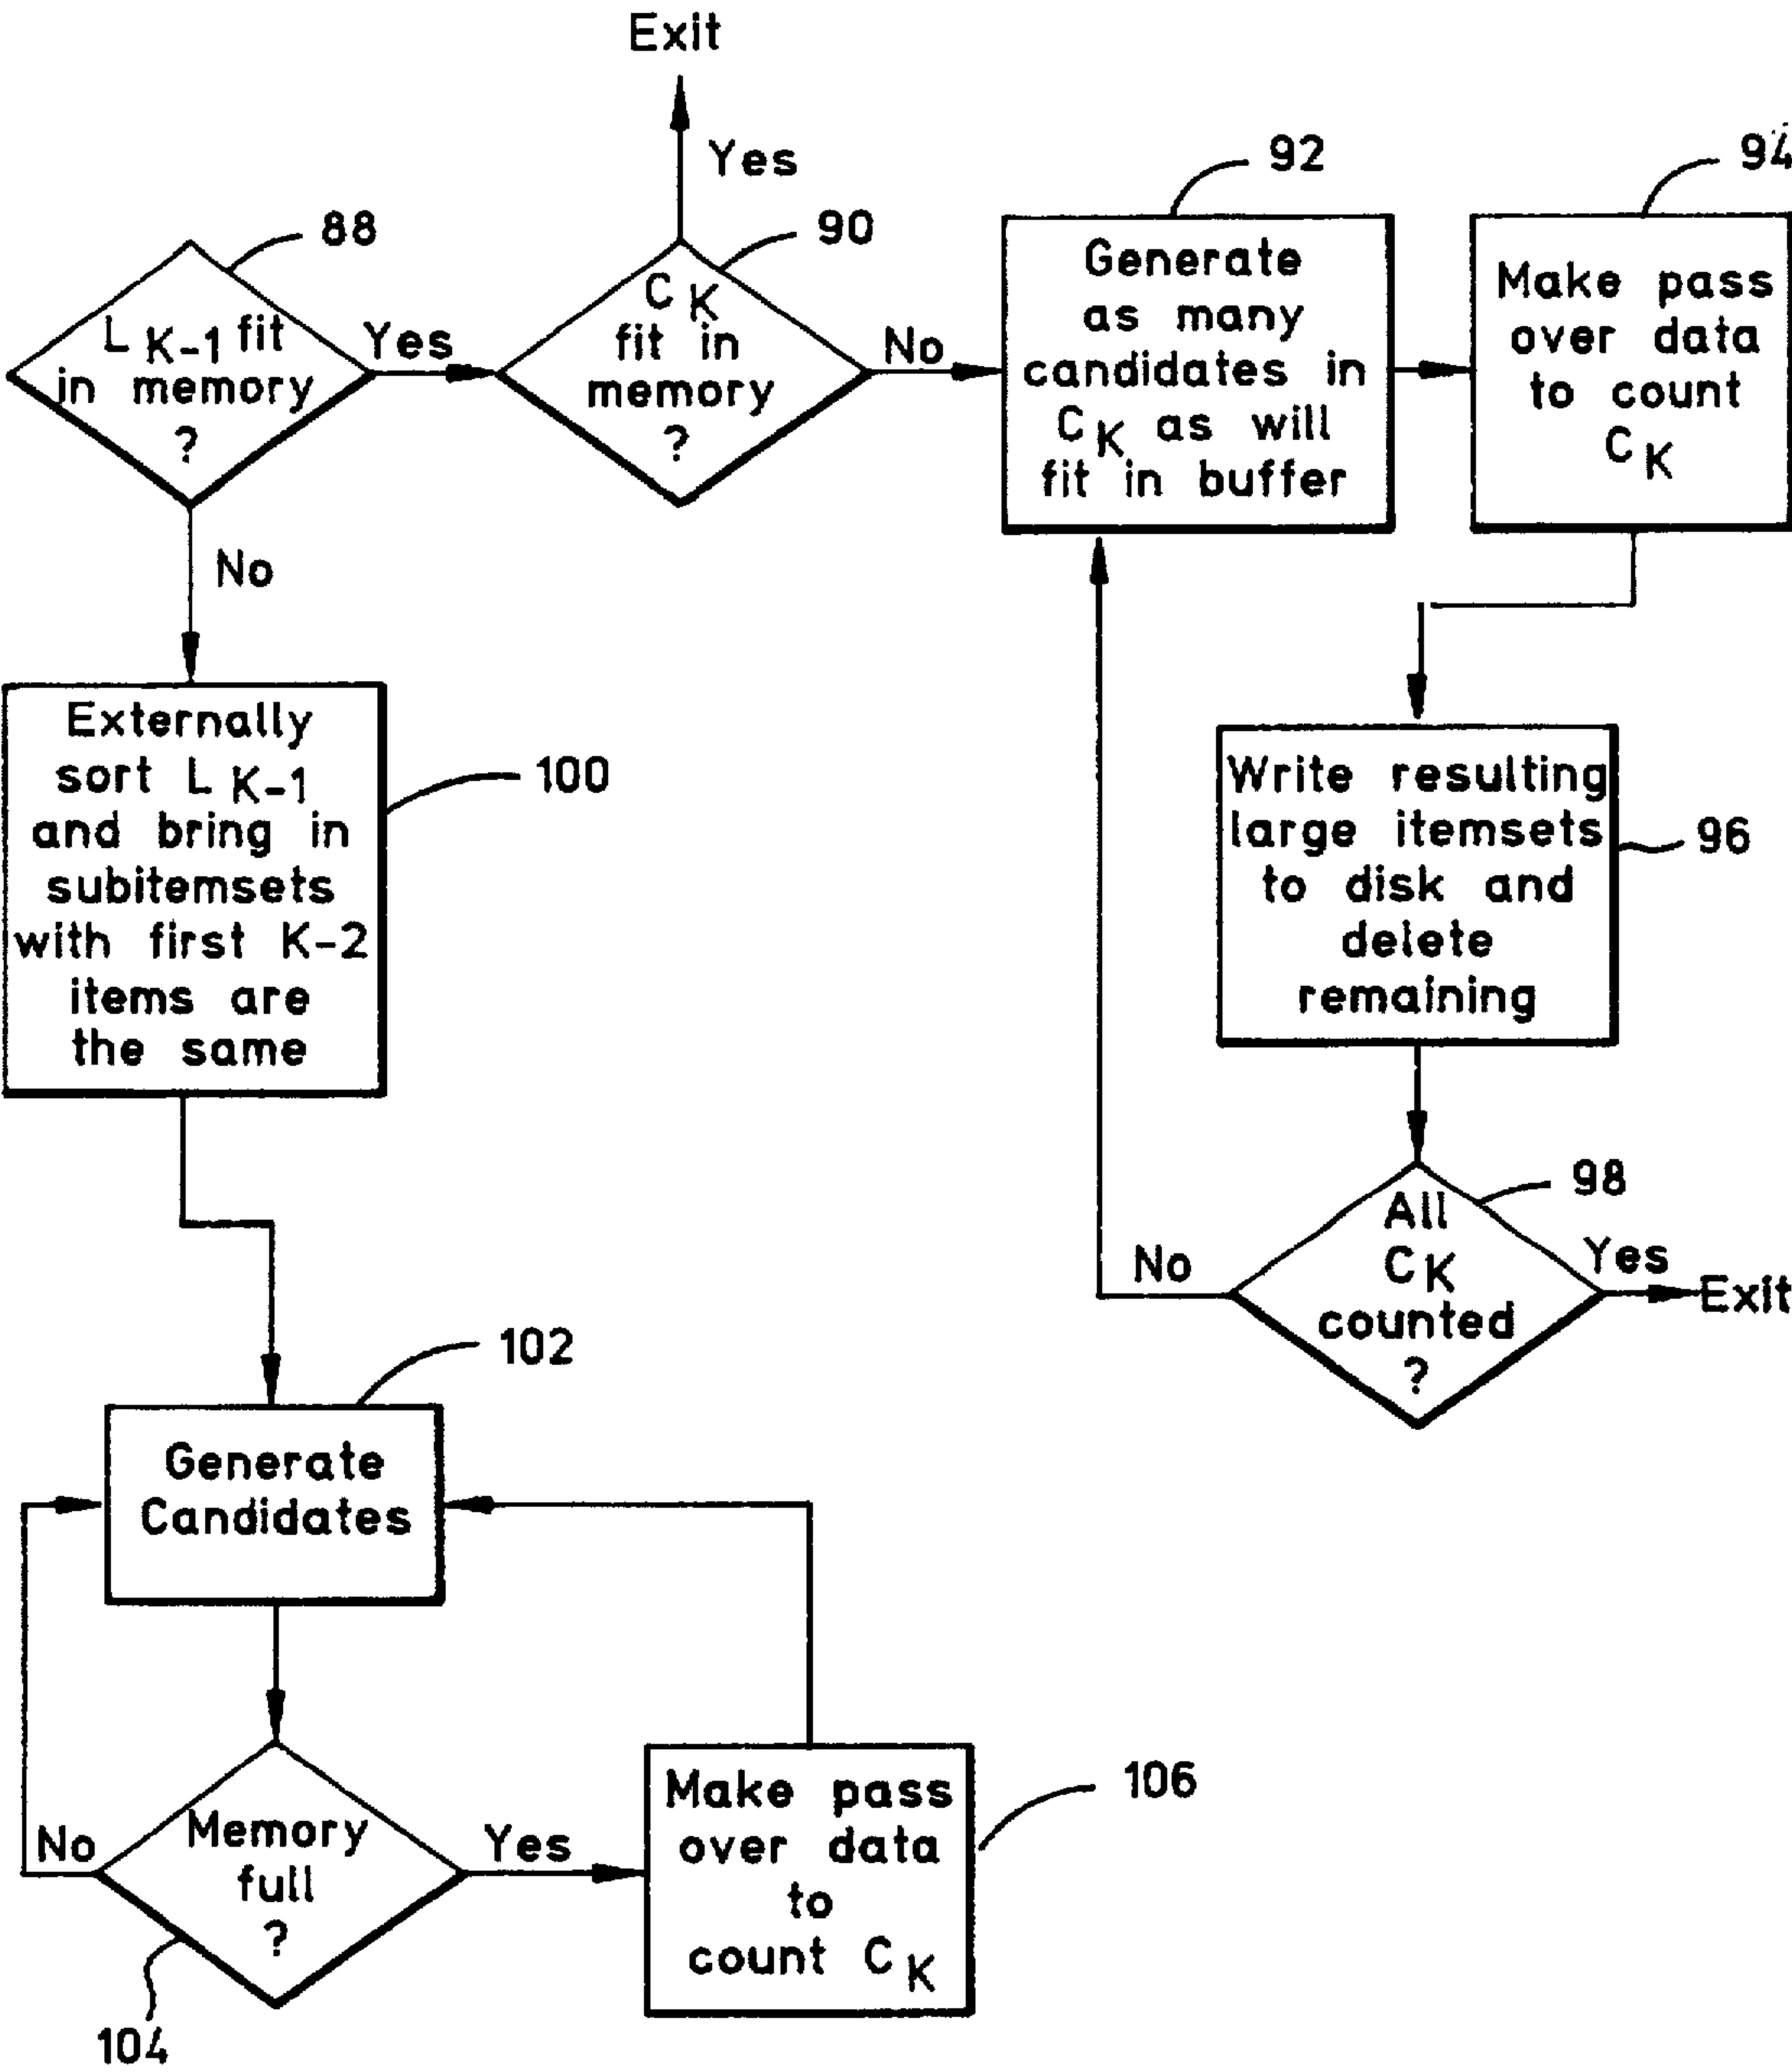 Exit
Yes
88
L K-1 fit
in memory
?
Yes
90
C K
fit in
memory
?
No
92
Generate
as many
candidates in
C K as will
fit in buffer
94
Make pass
over data
to count
C K
No
Externally
sort L K-1
and bring in
subitemsets
with first K-2
items are
the same
100
Write resulting
large itemsets
to disk and
delete
remaining
96
98
All
C K
counted
?
No
Yes
Exit
102
Generate
Candidates
Memory
full
?
No
Yes
104
Make pass
over data
to
count C K
106